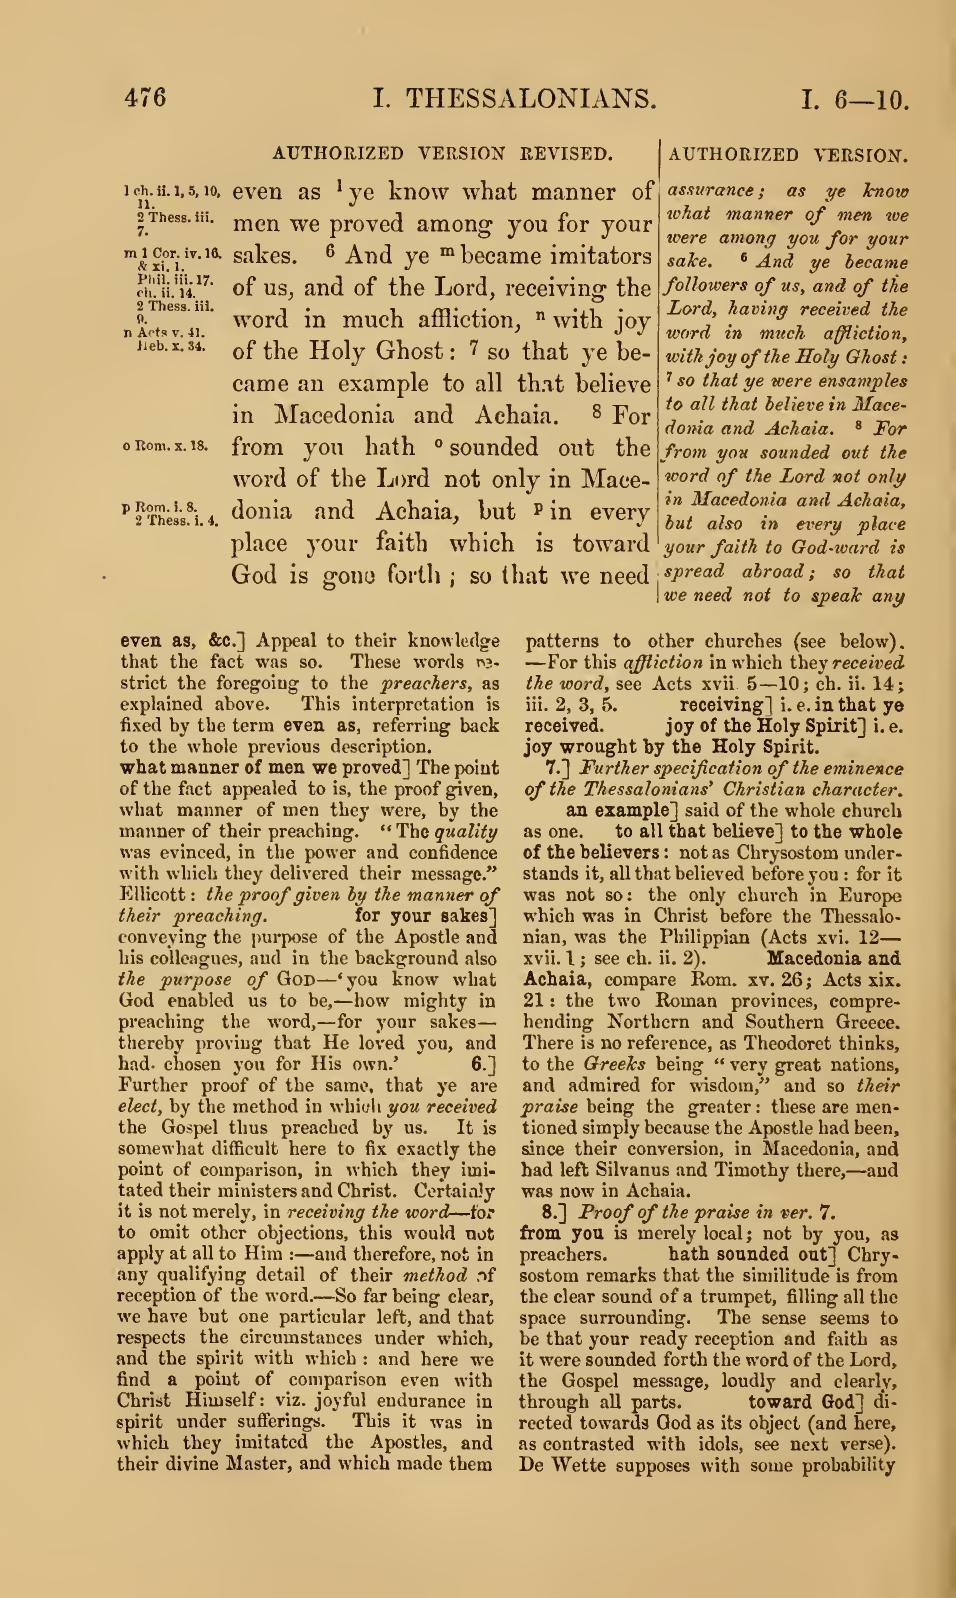 476 I. THESSALONIANS. I. 6—10.
AUTHORIZED VERSION REVISED.
l ch. ii. 1, 5, 10,
11.
2 Thess. iii.
7.
m 1 Cor. iv. 16.
& xi. 1.
Phil. iii. 17.
ch. ii. 14.
2 Thess. iii.
9.
n Acts v. 41.
Heb. x. 34.
o Rom. x. 18.
p Rom. i. 8.
2 Thess. i. 4.
even as l ye know what manner of
men we proved among you for your
sakes. 6 And ye m became imitators
of us, and of the Lord, receiving the
word in much affliction, n with joy
of the Holy Ghost : 7 so that ye be-
came an example to all that believe
in Macedonia and Achaia. 8 For
from you hath o sounded out the
word of the Lord not only in Mace-
donia and Achaia, but p in every
place your faith which is toward
God is gone forth ; so that we need
AUTHORIZED VERSION.
assurance; as ye know
what manner of men we
were among you for your
sake. 6 And ye became
followers of us, and of the
Lord, having received the
word in much affliction,
with joy of the Holy Ghost :
7 so that ye were ensamples
to all that believe in Mace-
donia and Achaia. 8 For
from you sounded out the
word of the Lord not only
in Macedonia and Achaia,
but also in every place
your faith to God-ward is
spread abroad; so that
we need not to speak any
even as, &c.] Appeal to their knowledge
that the fact was so. These words re-
strict the foregoing to the preachers, as
explained above. This interpretation is
fixed by the term even as, referring back
to the whole previous description.
what manner of men we proved] The point
of the fact appealed to is, the proof given,
what manner of men they were, by the
manner of their preaching. “The quality
was evinced, in the power and confidence
with which they delivered their message.”
Ellicott : the proof given by the manner of
their preaching. for your sakes]
conveying the purpose of the Apostle and
his colleagues, and in the background also
the purpose of GOD—‘you know what
God enabled us to be,—how mighty in
preaching the word,—for your sakes—
thereby proving that He loved you, and
had chosen you for His own.’ 6.]
Further proof of the same, that ye are
elect, by the method in which you received
the Gospel thus preached by us. It is
somewhat difficult here to fix exactly the
point of comparison, in which they imi-
tated their ministers and Christ. Certainly
it is not merely, in receiving the word—for
to omit other objections, this would not
apply at all to Him :—and therefore, not in
any qualifying detail of their method of
reception of the word.—So far being clear,
we have but one particular left, and that
respects the circumstances under which,
and the spirit with which : and here we
find a point of comparison even with
Christ Himself: viz. joyful endurance in
spirit under sufferings. This it was in
which they imitated the Apostles, and
their divine Master, and which made them
patterns to other churches (see below).
—For this affliction in which they received
the word, see Acts xvii. 5—10; ch. ii. 14;
iii. 2, 3, 5. receiving] i. e. in that ye
received. joy of the Holy Spirit] i. e.
joy wrought by the Holy Spirit.
7.] Further specification of the eminence
of the Thessalonians’ Christian character.
an example] said of the whole church
as one. to all that believe] to the whole
of the believers : not as Chrysostom under-
stands it, all that believed before you : for it
was not so : the only church in Europe
which was in Christ before the Thessalo-
nian, was the Philippian (Acts xvi. 12—
xvii. 1; see ch. ii. 2). Macedonia and
Achaia, compare Rom. xv. 26; Acts xix.
21 : the two Roman provinces, compre-
hending Northern and Southern Greece.
There is no reference, as Theodoret thinks,
to the Greeks being “very great nations,
and admired for wisdom,” and so their
praise being the greater : these are men-
tioned simply because the Apostle had been,
since their conversion, in Macedonia, and
had left Silvanus and Timothy there,—and
was now in Achaia.
8.] Proof of the praise in ver. 7.
from you is merely local; not by you, as
preachers. hath sounded out] Chry-
sostom remarks that the similitude is from
the clear sound of a trumpet, filling all the
space surrounding. The sense seems to
be that your ready reception and faith as
it were sounded forth the word of the Lord,
the Gospel message, loudly and clearly,
through all parts. toward God] di-
rected towards God as its object (and here,
as contrasted with idols, see next verse).
De Wette supposes with some probability